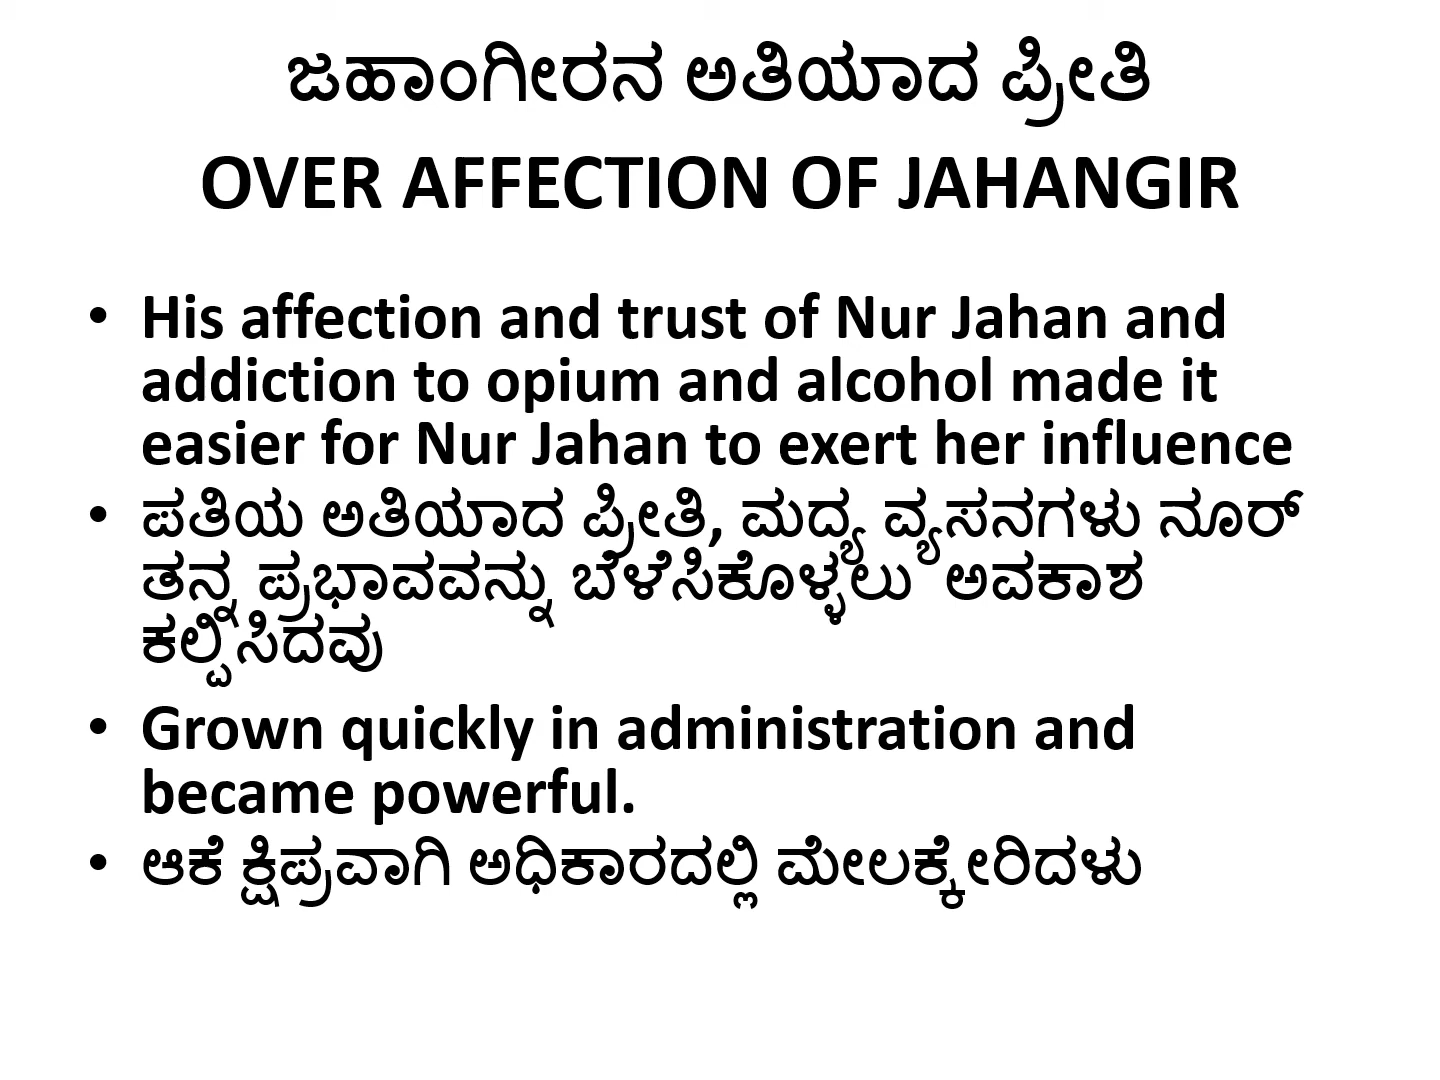 ಜಹಾಂಗೀರನ ಅತಿಯಾದ ಪ್ರೀತಿ
OVER AFFECTION OF JAHANGIR
• His affection and trust of Nur Jahan and
addiction to opium and alcohol made it
easier for Nur Jahan to exert her influence
• ಪತಿಯ ಅತಿಯಾದ ಪ್ರೀತಿ, ಮದ್ಯ ವ್ಯಸನಗಳು ನೂರ್
ತನ್ನ ಪ್ರಭಾವವನ್ನು ಬೆಳೆಸಿಕೊಳ್ಳಲು ಅವಕಾಶ
ಕಲ್ಪಿಸಿದವು
• Grown quickly in administration and
became powerful.
• ಆಕೆ ಕ್ಷಿಪ್ರವಾಗಿ ಅಧಿಕಾರದಲ್ಲಿ ಮೇಲಕ್ಕೇರಿದಳು